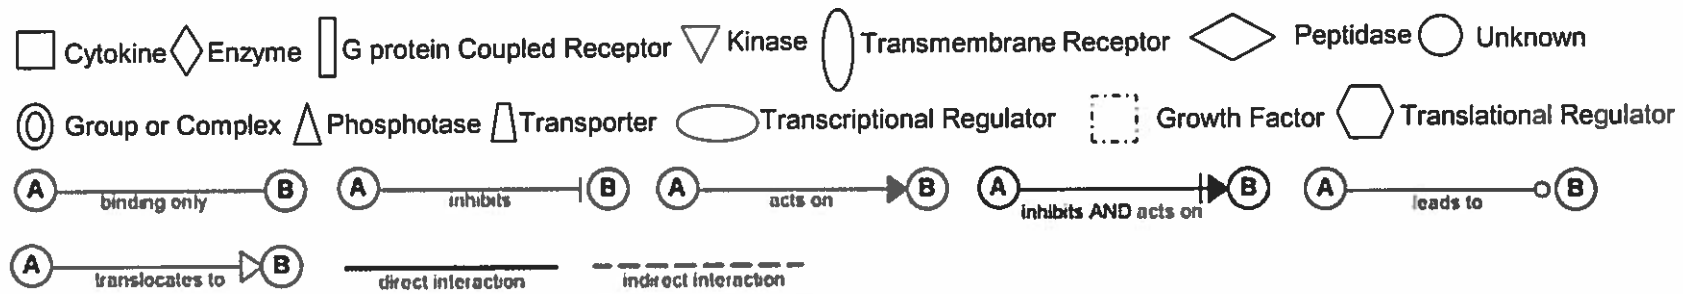 Cytokine Enzyme G protein Coupled Receptor Kinase Transmembrane Receptor Peptidase Unknown
Group or Complex Phosphotase Transporter Transcriptional Regulator Growth Factor Translational Regulator
A binding only B A inhibits B A acts on B A inhibits AND acts on B A leads to B
A translocates to B direct interaction indirect interaction